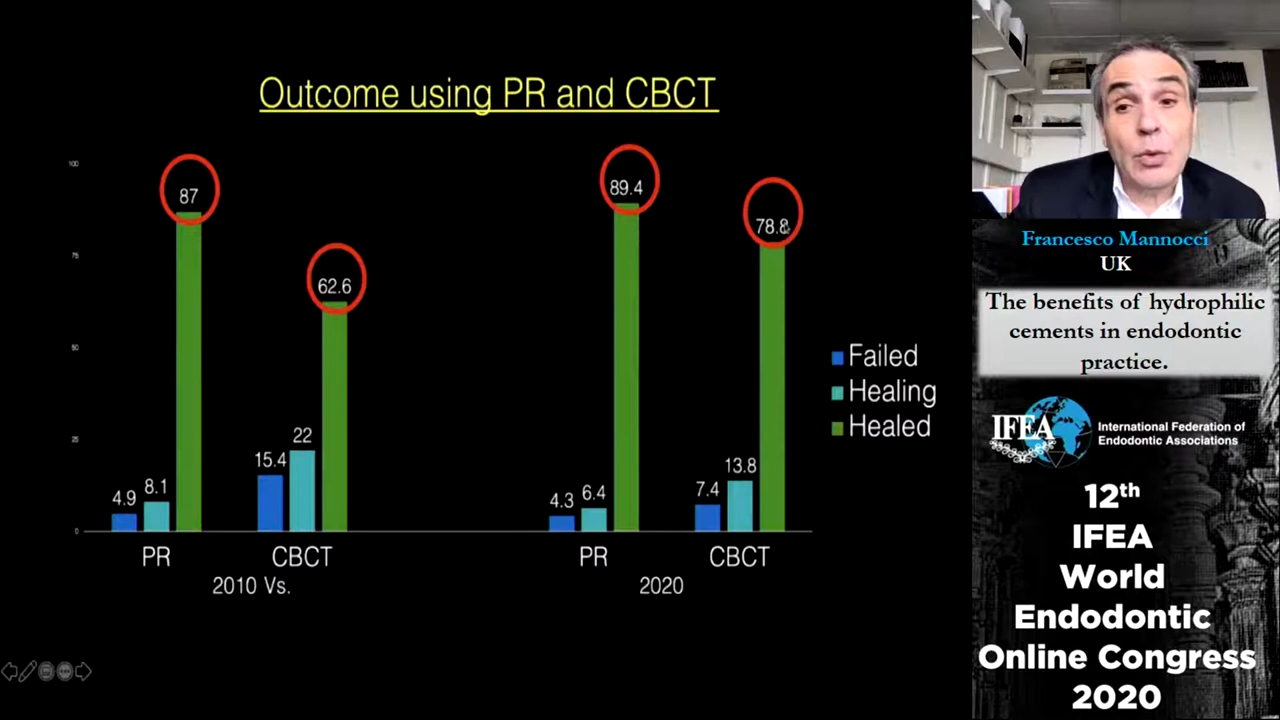 Outcome using PR and CBCT
100
75
50
25
0
87
62.6
89.4
78.8
4.9
8.1
15.4
22
4.3
6.4
7.4
13.8
PR
CBCT
PR
CBCT
2010 Vs.
2020
Failed
Healing
Healed
Francesco Mannocci
UK
The benefits of hydrophilic
cements in endodontic
practice.
IFEA
International Federation of
Endodontic Associations
12th
IFEA
World
Endodontic
Online Congress
2020